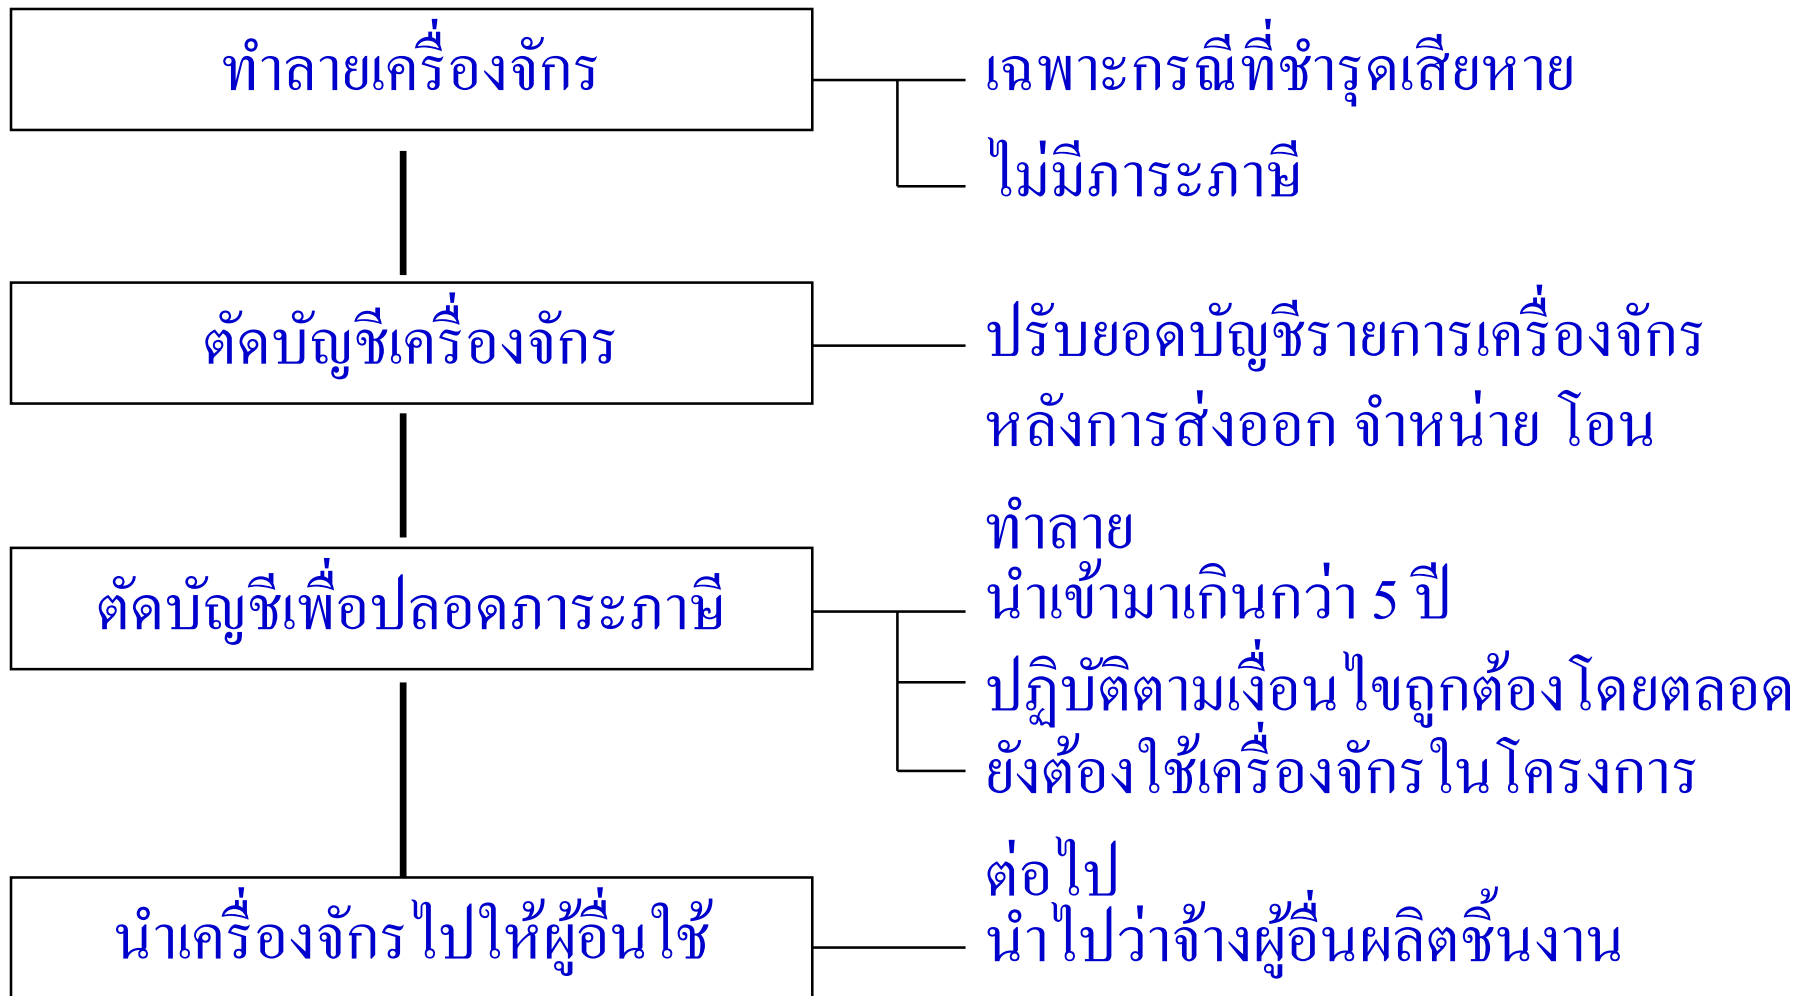 ทำลายเครื่องจักร
เฉพาะกรณีที่ชำรุดเสียหาย
ไม่มีภาระภาษี
ตัดบัญชีเครื่องจักร
ปรับยอดบัญชีรายการเครื่องจักร
หลังการส่งออก จำหน่าย โอน
ทำลาย
ตัดบัญชีเพื่อปลอดภาระภาษี
นำเข้ามาเกินกว่า 5 ปี
ปฏิบัติตามเงื่อนไขถูกต้องโดยตลอด
ยังต้องใช้เครื่องจักรในโครงการ
ต่อไป
นำเครื่องจักรไปให้ผู้อื่นใช้
นำไปว่าจ้างผู้อื่นผลิตชิ้นงาน